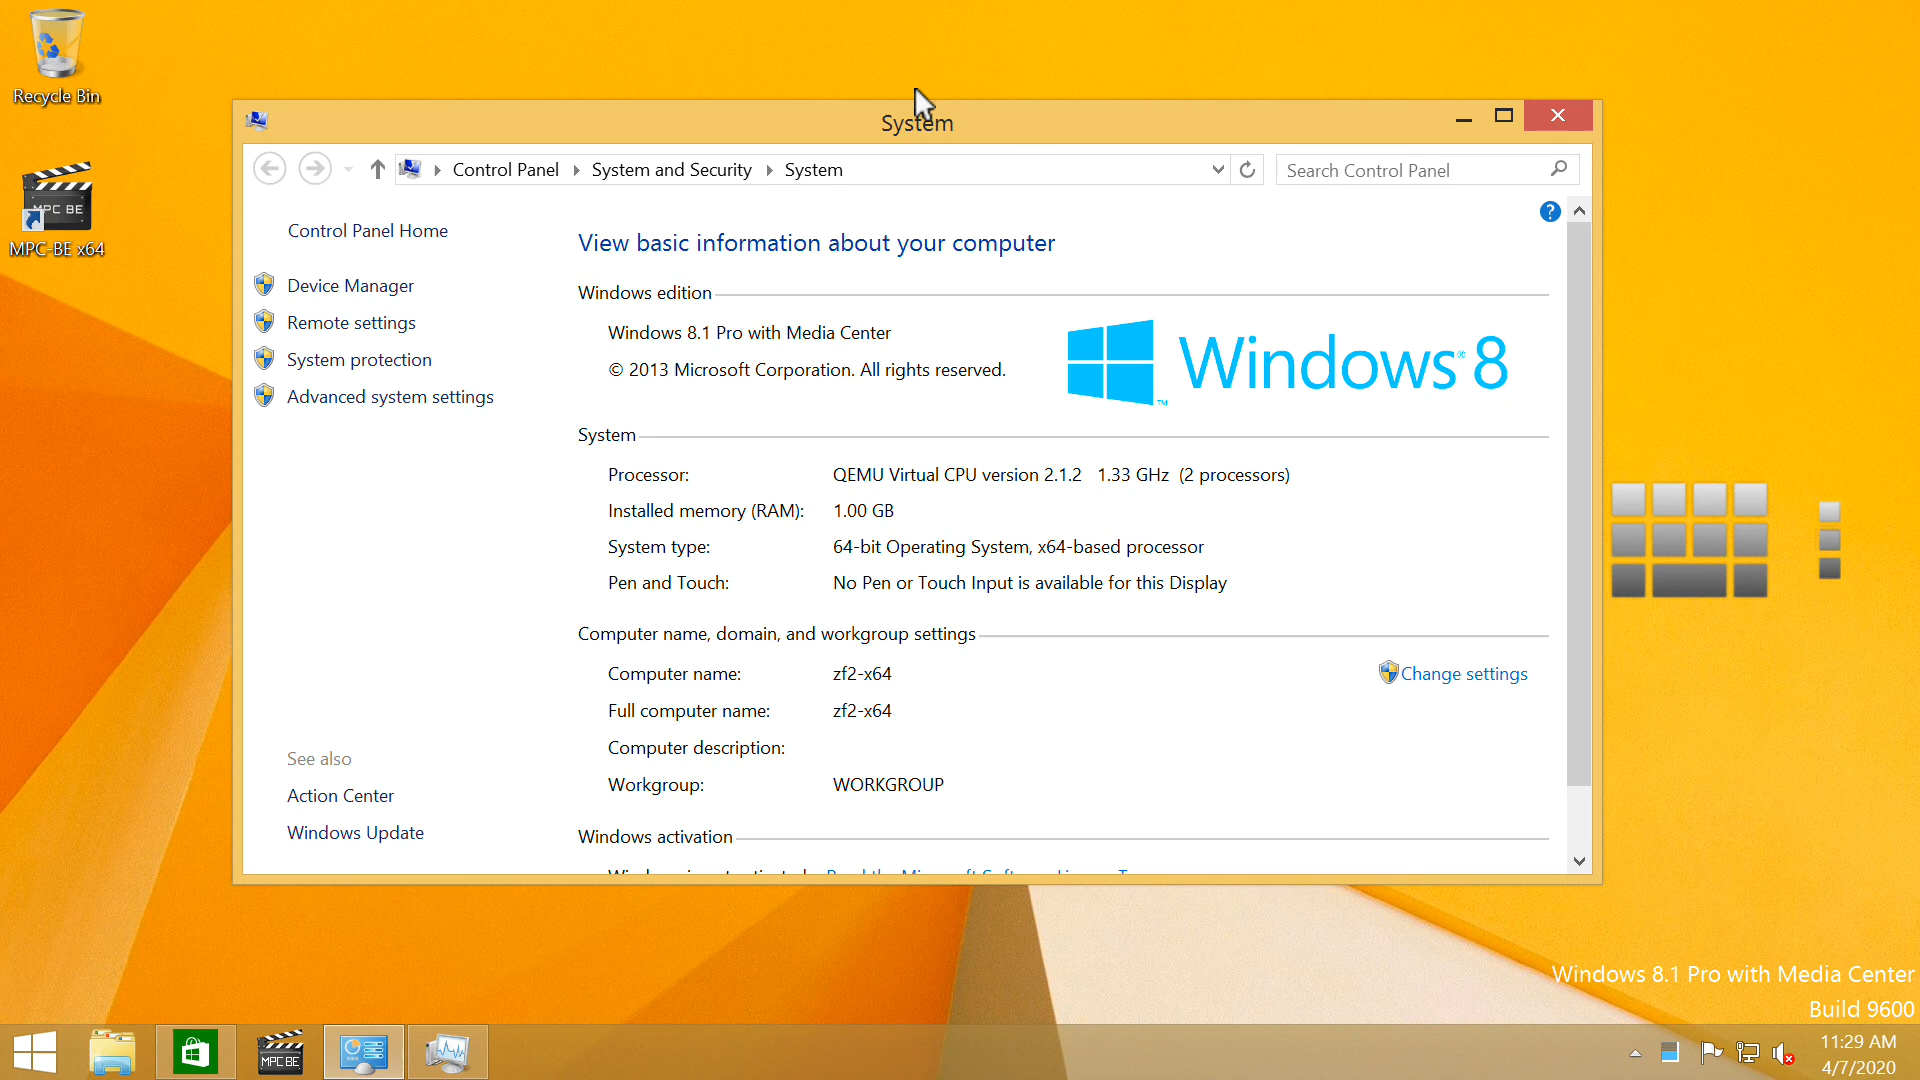 Recycle Bin
MPC BE
MPC-BE x64
System
Control Panel
System and Security
System
Search Control Panel
Control Panel Home
Device Manager
Remote settings
System protection
Advanced system settings
See also
Action Center
Windows Update
View basic information about your computer
Windows edition
Windows 8.1 Pro with Media Center
© 2013 Microsoft Corporation. All rights reserved.
Windows® 8
System
Processor: QEMU Virtual CPU version 2.1.2 1.33 GHz (2 processors)
Installed memory (RAM): 1.00 GB
System type: 64-bit Operating System, x64-based processor
Pen and Touch: No Pen or Touch Input is available for this Display
Computer name, domain, and workgroup settings
Computer name: zf2-x64
Change settings
Full computer name: zf2-x64
Computer description:
Workgroup: WORKGROUP
Windows activation
Windows 8.1 Pro with Media Center
Build 9600
MPC BE
11:29 AM
4/7/2020